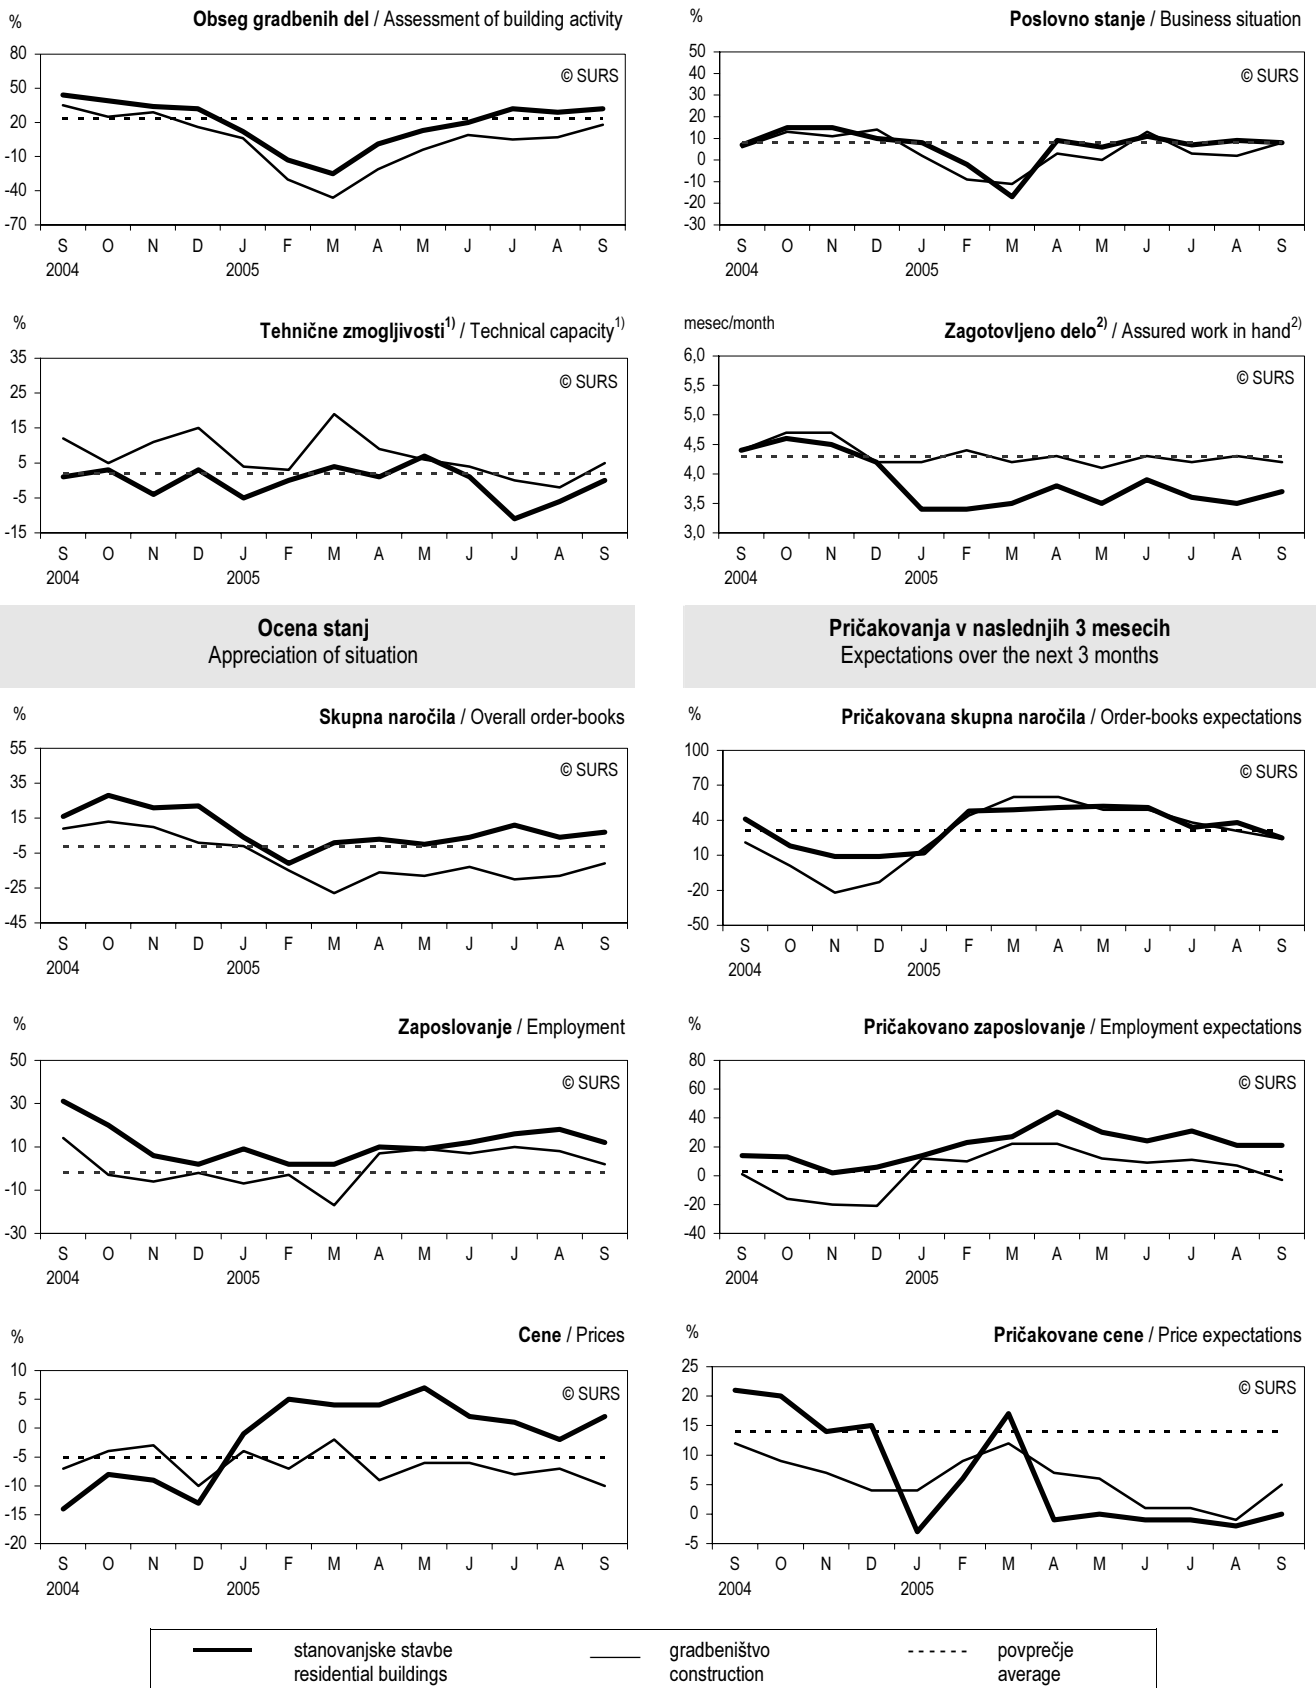 Obseg gradbenih del / Assessment of building activity
%
80
50
20
-10
-40
-70
© SURS
S O N D J F M A M J J A S
2004 2005
Poslovno stanje / Business situation
%
50
40
30
20
10
0
-10
-20
-30
© SURS
S O N D J F M A M J J A S
2004 2005
Tehnične zmogljivosti1) / Technical capacity1)
%
35
25
15
5
-5
-15
© SURS
S O N D J F M A M J J A S
2004 2005
Zagotovljeno delo2) / Assured work in hand2)
mesec/month
6,0
5,5
5,0
4,5
4,0
3,5
3,0
© SURS
S O N D J F M A M J J A S
2004 2005
Ocena stanj
Appreciation of situation
Pričakovanja v naslednjih 3 mesecih
Expectations over the next 3 months
Skupna naročila / Overall order-books
%
55
35
15
-5
-25
-45
© SURS
S O N D J F M A M J J A S
2004 2005
Pričakovana skupna naročila / Order-books expectations
%
100
70
40
10
-20
-50
© SURS
S O N D J F M A M J J A S
2004 2005
Zaposlovanje / Employment
%
50
30
10
-10
-30
© SURS
S O N D J F M A M J J A S
2004 2005
Pričakovano zaposlovanje / Employment expectations
%
80
60
40
20
0
-20
-40
© SURS
S O N D J F M A M J J A S
2004 2005
Cene / Prices
%
10
5
0
-5
-10
-15
-20
© SURS
S O N D J F M A M J J A S
2004 2005
Pričakovane cene / Price expectations
%
25
20
15
10
5
0
-5
© SURS
S O N D J F M A M J J A S
2004 2005
stanovanjske stavbe
residential buildings
gradbeništvo
construction
povprečje
average